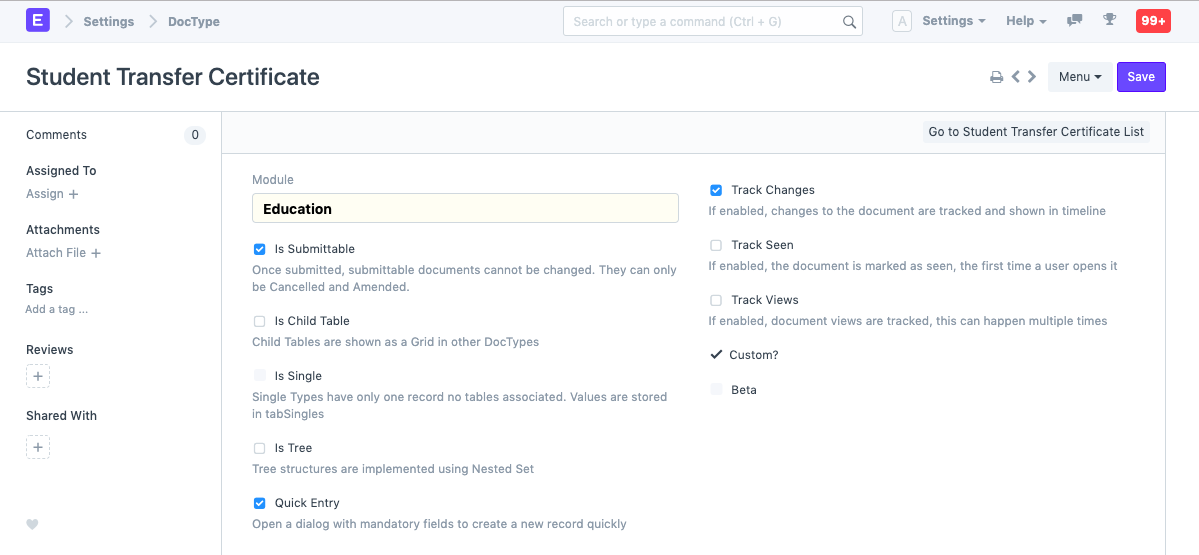 E
Settings
DocType
Search or type a command (Ctrl + G)
A
Settings
Help
99+
Student Transfer Certificate
Menu
Save
Comments
0
Assigned To
Assign +
Attachments
Attach File +
Tags
Add a tag ...
Reviews
+
Shared With
+
Go to Student Transfer Certificate List
Module
Education
Is Submittable
Once submitted, submittable documents cannot be changed. They can only
be Cancelled and Amended.
Is Child Table
Child Tables are shown as a Grid in other DocTypes
Is Single
Single Types have only one record no tables associated. Values are stored
in tabSingles
Is Tree
Tree structures are implemented using Nested Set
Quick Entry
Open a dialog with mandatory fields to create a new record quickly
Track Changes
If enabled, changes to the document are tracked and shown in timeline
Track Seen
If enabled, the document is marked as seen, the first time a user opens it
Track Views
If enabled, document views are tracked, this can happen multiple times
Custom?
Beta